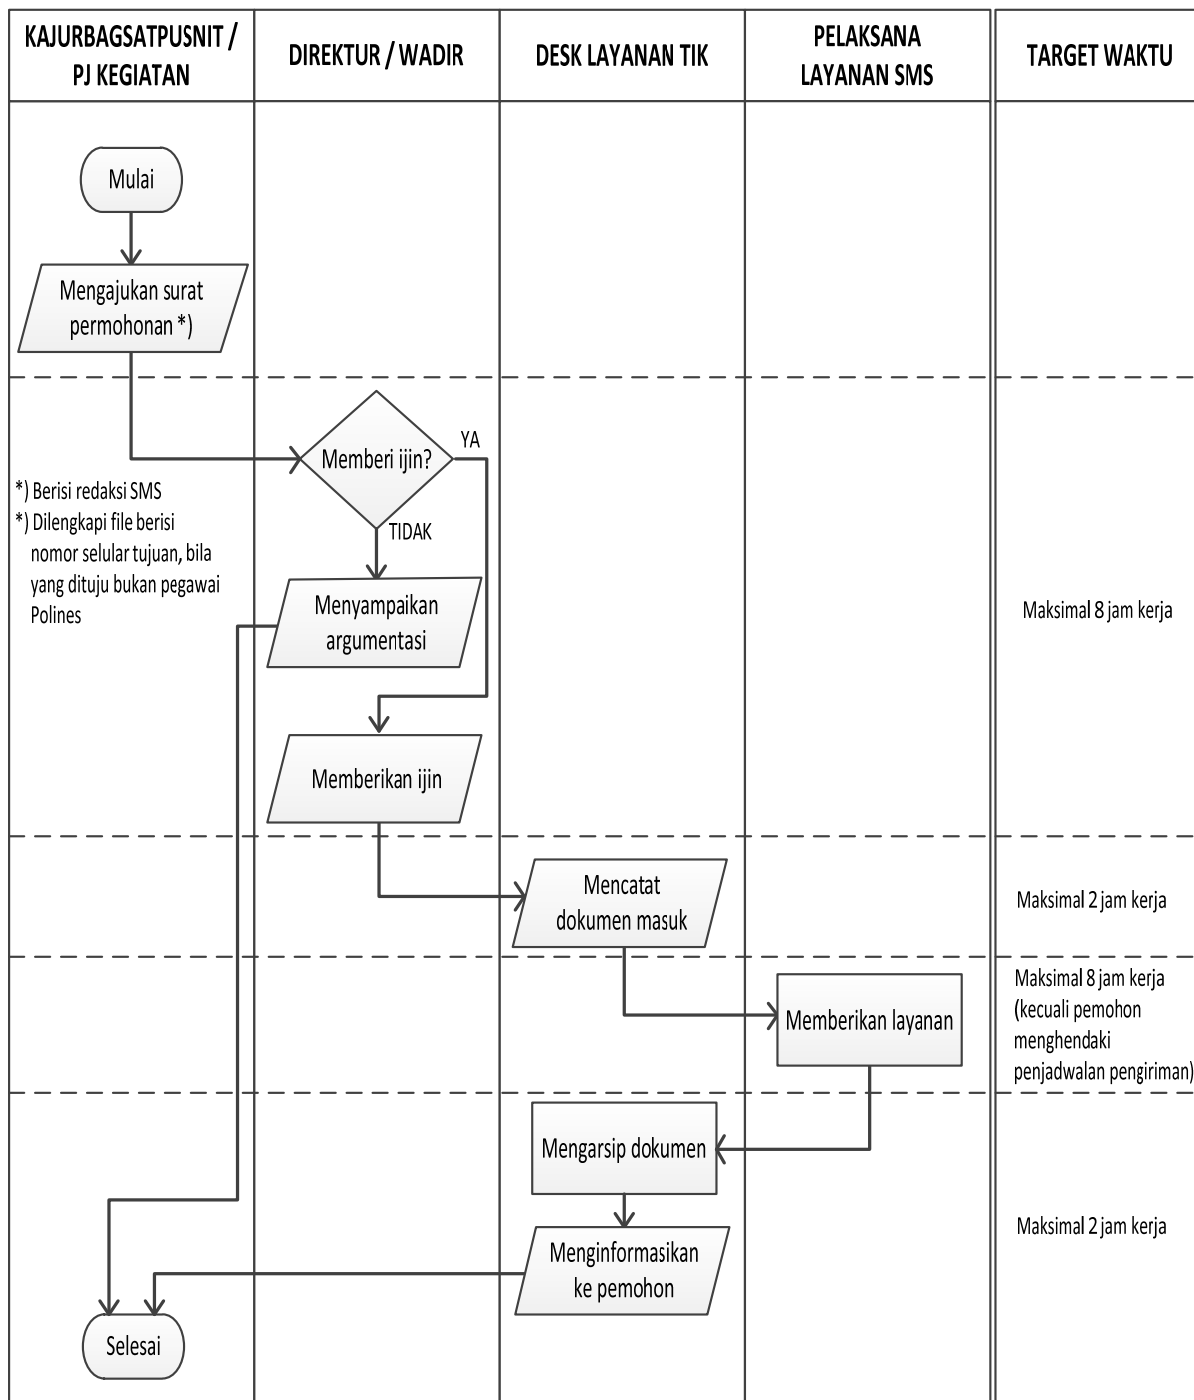 KAJURBAGSATPUSNIT /
PJ KEGIATAN
DIREKTUR / WADIR
DESK LAYANAN TIK
PELAKSANA
LAYANAN SMS
TARGET WAKTU
Mulai
Mengajukan surat
permohonan *)
Memberi ijin?
YA
TIDAK
*) Berisi redaksi SMS
*) Dilengkapi file berisi
nomor selular tujuan, bila
yang dituju bukan pegawai
Polines
Menyampaikan
argumentasi
Maksimal 8 jam kerja
Memberikan ijin
Mencatat
dokumen masuk
Maksimal 2 jam kerja
Memberikan layanan
Maksimal 8 jam kerja
(kecuali pemohon
menghendaki
penjadwalan pengiriman)
Mengarsip dokumen
Menginformasikan
ke pemohon
Maksimal 2 jam kerja
Selesai